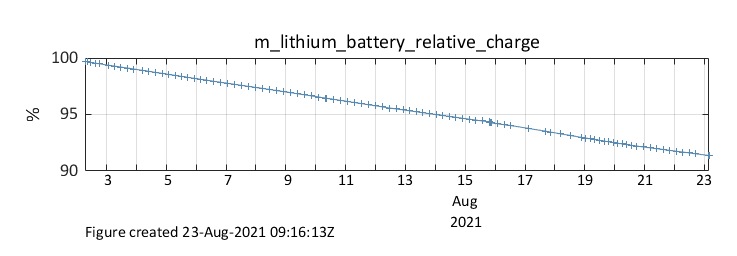 m_lithium_battery_relative_charge
100
95
90
%
3 5 7 9 11 13 15 17 19 21 23
Aug
2021
Figure created 23-Aug-2021 09:16:13Z